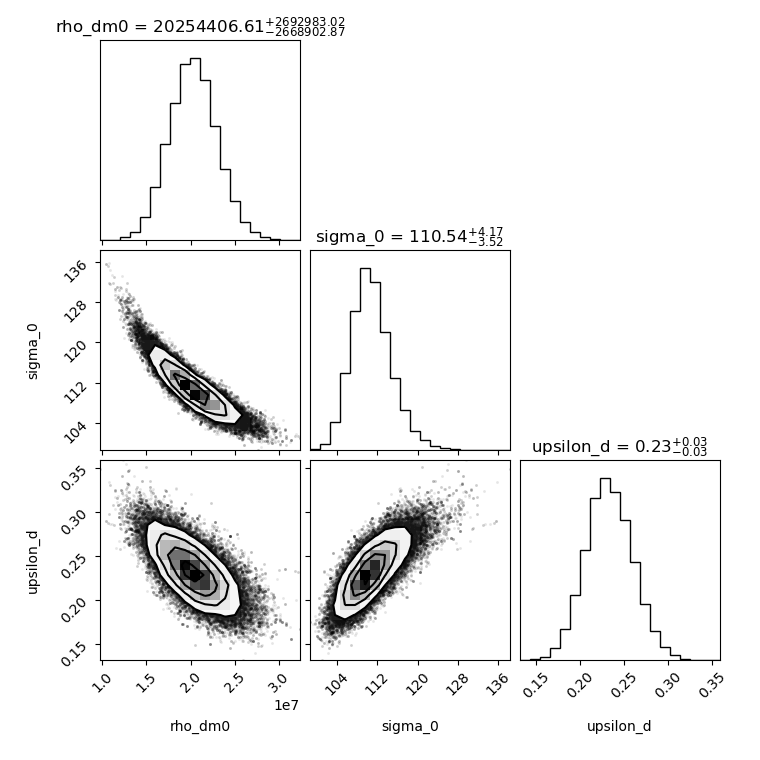 rho_dm0 = 20254406.61+2692983.02−2668902.87
sigma_0 = 110.54+4.17−3.52
upsilon_d = 0.23+0.03−0.03
sigma_0
136
128
120
112
104
upsilon_d
0.35
0.30
0.25
0.20
0.15
1.0 1.5 2.0 2.5 3.0
1e7
rho_dm0
104 112 120 128 136
sigma_0
0.15 0.20 0.25 0.30 0.35
upsilon_d